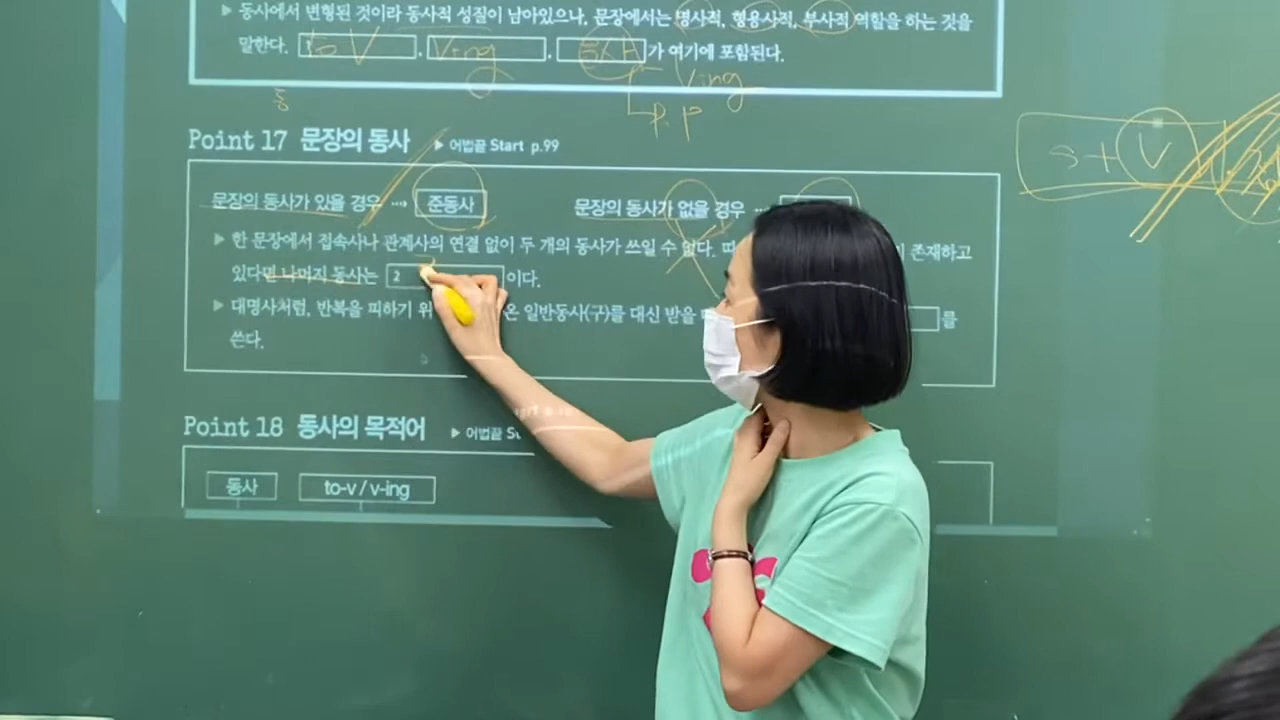 ▶ 동사에서 변형된 것이라 동사적 성질이 남아있으나, 문장에서는 명사적, 형용사적, 부사적 역할을 하는 것을
말한다. to V , Ving , 가 여기에 포함된다.
Ving
P.P
Point 17 문장의 동사 ▶ 어법끝 Start p.99
S+ V
문장의 동사가 있을 경우 ⋯ 준동사 문장의 동사가 없을 경우 ⋯
▶ 한 문장에서 접속사나 관계사의 연결 없이 두 개의 동사가 쓰일 수 없다. 존재하고
있다면 나머지 동사는 2 이다.
▶ 대명사처럼, 반복을 피하기 위 온 일반동사(구)를 대신 받을 를
쓴다.
Point 18 동사의 목적어 ▶ 어법끝
동사 to-v / v-ing